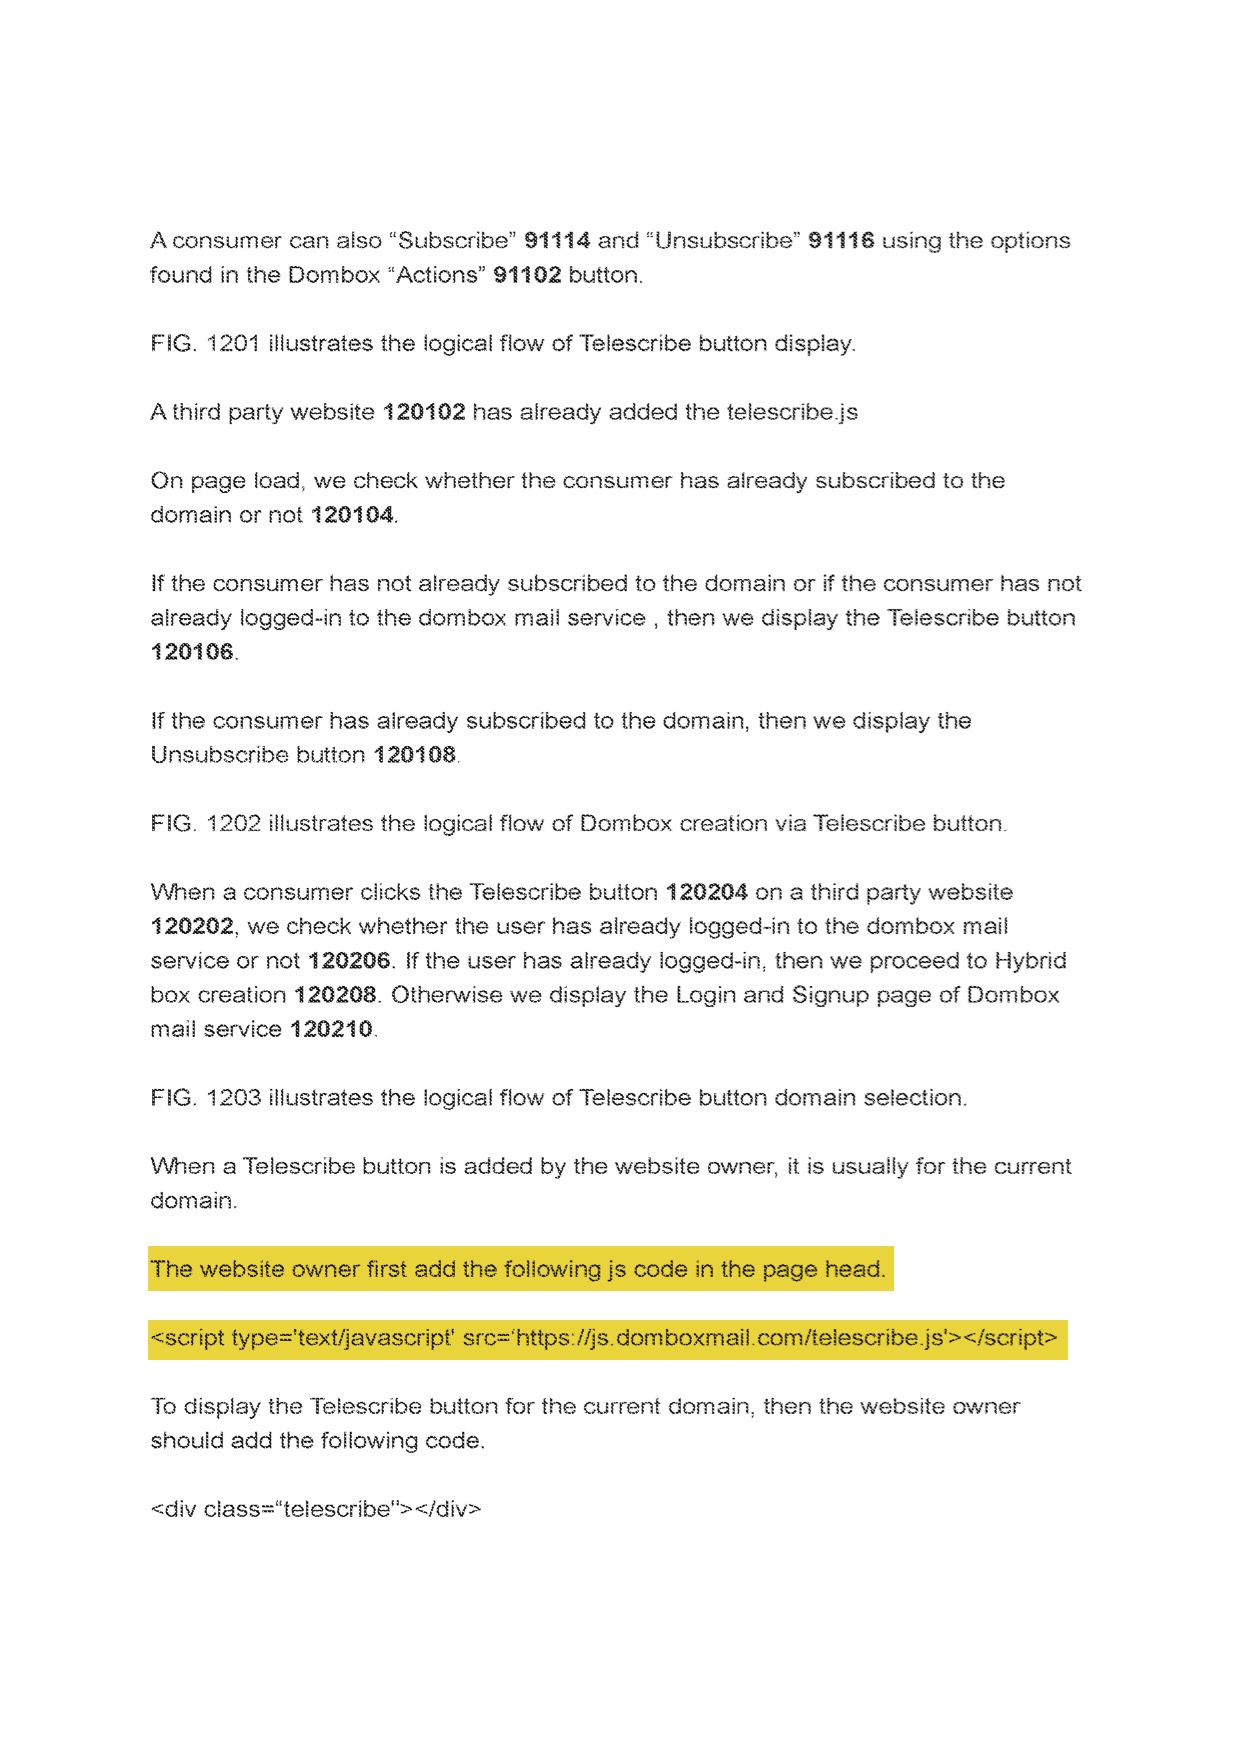 A consumer can also “Subscribe” 91114 and “Unsubscribe” 91116 using the options
found in the Dombox “Actions” 91102 button.
FIG. 1201 illustrates the logical flow of Telescribe button display.
A third party website 120102 has already added the telescribe.js
On page load, we check whether the consumer has already subscribed to the
domain or not 120104.
If the consumer has not already subscribed to the domain or if the consumer has not
already logged-in to the dombox mail service , then we display the Telescribe button
120106.
If the consumer has already subscribed to the domain, then we display the
Unsubscribe button 120108.
FIG. 1202 illustrates the logical flow of Dombox creation via Telescribe button.
When a consumer clicks the Telescribe button 120204 on a third party website
120202, we check whether the user has already logged-in to the dombox mail
service or not 120206. If the user has already logged-in, then we proceed to Hybrid
box creation 120208. Otherwise we display the Login and Signup page of Dombox
mail service 120210.
FIG. 1203 illustrates the logical flow of Telescribe button domain selection.
When a Telescribe button is added by the website owner, it is usually for the current
domain.
The website owner first add the following js code in the page head.
<script type='text/javascript' src=‘https://js.domboxmail.com/telescribe.js'></script>
To display the Telescribe button for the current domain, then the website owner
should add the following code.
<div class=“telescribe"></div>